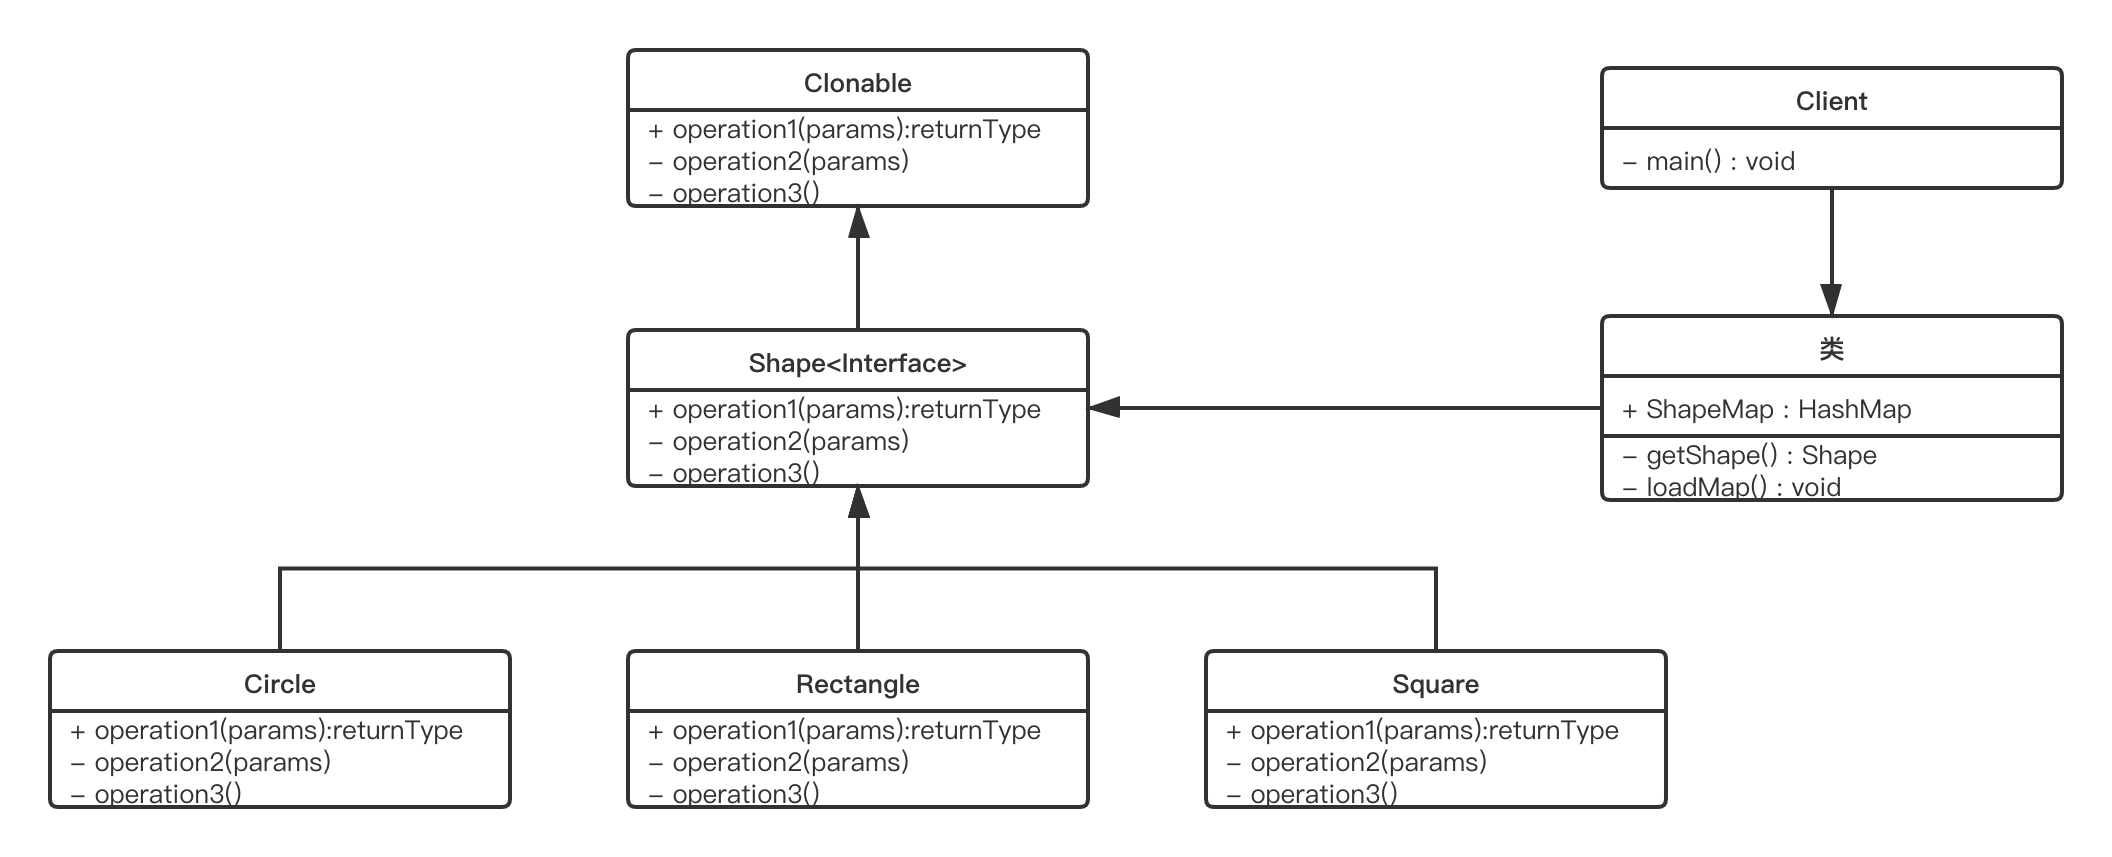 Clonable
+ operation1(params):returnType
- operation2(params)
- operation3()
Client
- main() : void
Shape<Interface>
+ operation1(params):returnType
- operation2(params)
- operation3()
类
+ ShapeMap : HashMap
- getShape() : Shape
- loadMap() : void
Circle
+ operation1(params):returnType
- operation2(params)
- operation3()
Rectangle
+ operation1(params):returnType
- operation2(params)
- operation3()
Square
+ operation1(params):returnType
- operation2(params)
- operation3()